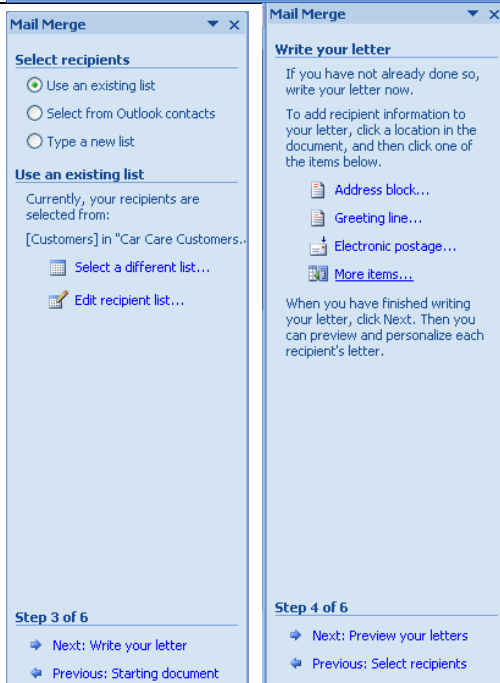 Mail Merge
Select recipients
Use an existing list
Select from Outlook contacts
Type a new list
Use an existing list
Currently, your recipients are
selected from:
[Customers] in "Car Care Customers..
Select a different list...
Edit recipient list...
Step 3 of 6
Next: Write your letter
Previous: Starting document
Mail Merge
Write your letter
If you have not already done so,
write your letter now.
To add recipient information to
your letter, click a location in the
document, and then click one of
the items below.
Address block...
Greeting line...
Electronic postage...
More items...
When you have finished writing
your letter, click Next. Then you
can preview and personalize each
recipient's letter.
Step 4 of 6
Next: Preview your letters
Previous: Select recipients